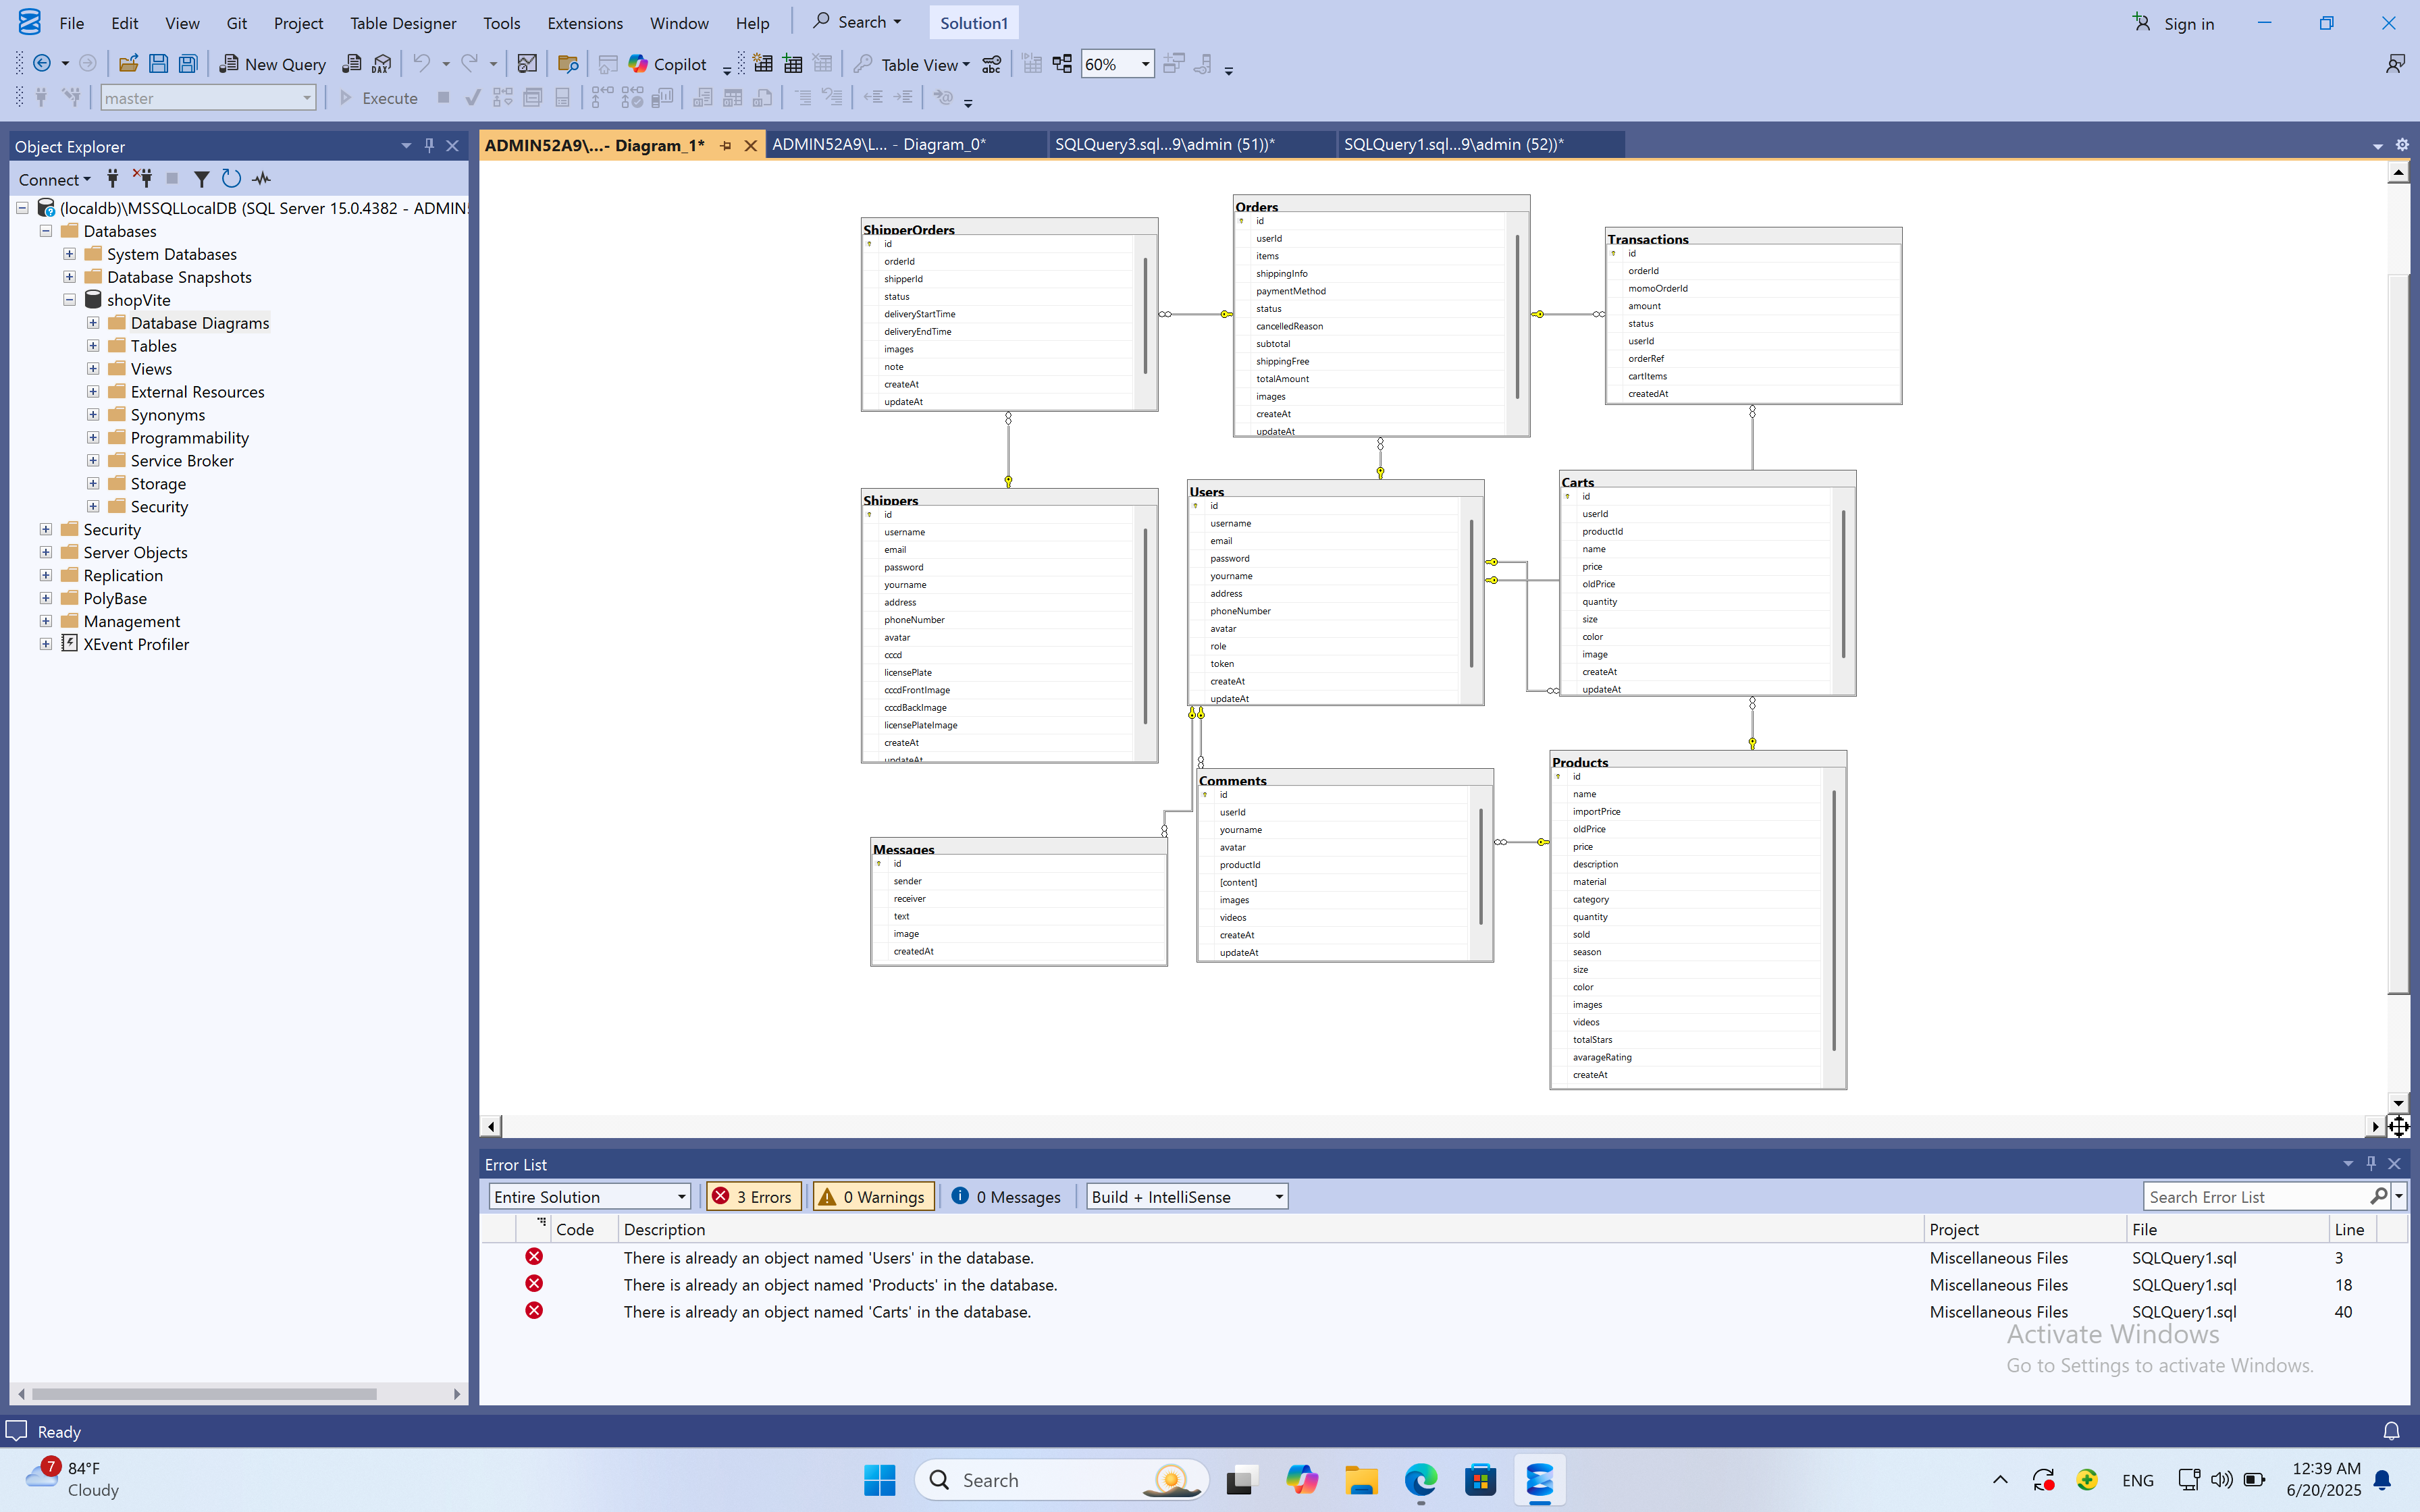 File Edit View Git Project Table Designer Tools Extensions Window Help Search Solution1 Sign in
New Query DAX Copilot Table View abc 60%
master Execute
Object Explorer
Connect
(localdb)\MSSQLLocalDB (SQL Server 15.0.4382 - ADMIN5
Databases
System Databases
Database Snapshots
shopVite
Database Diagrams
Tables
Views
External Resources
Synonyms
Programmability
Service Broker
Storage
Security
Security
Server Objects
Replication
PolyBase
Management
XEvent Profiler
ADMIN52A9\...- Diagram_1* ADMIN52A9\L... - Diagram_0* SQLQuery3.sql...9\admin (51))* SQLQuery1.sql...9\admin (52))*
ShipperOrders
id
orderId
shipperId
status
deliveryStartTime
deliveryEndTime
images
note
createAt
updateAt
Orders
id
userId
items
shippingInfo
paymentMethod
status
cancelledReason
subtotal
shippingFree
totalAmount
images
createAt
updateAt
Transactions
id
orderId
momoOrderId
amount
status
userId
orderRef
cartItems
createdAt
Shippers
id
username
email
password
yourname
address
phoneNumber
avatar
cccd
licensePlate
cccdFrontImage
cccdBackImage
licensePlateImage
createAt
updateAt
Users
id
username
email
password
yourname
address
phoneNumber
avatar
role
token
createAt
updateAt
Carts
id
userId
productId
name
price
oldPrice
quantity
size
color
image
createAt
updateAt
Messages
id
sender
receiver
text
image
createdAt
Comments
id
userId
yourname
avatar
productId
[content]
images
videos
createAt
updateAt
Products
id
name
importPrice
oldPrice
price
description
material
category
quantity
sold
season
size
color
images
videos
totalStars
avarageRating
createAt
Error List
Entire Solution 3 Errors 0 Warnings 0 Messages Build + IntelliSense Search Error List
Code Description Project File Line
There is already an object named 'Users' in the database. Miscellaneous Files SQLQuery1.sql 3
There is already an object named 'Products' in the database. Miscellaneous Files SQLQuery1.sql 18
There is already an object named 'Carts' in the database. Miscellaneous Files SQLQuery1.sql 40
Activate Windows
Go to Settings to activate Windows.
Ready
7 84°F
Cloudy
Search
ENG
12:39 AM
6/20/2025